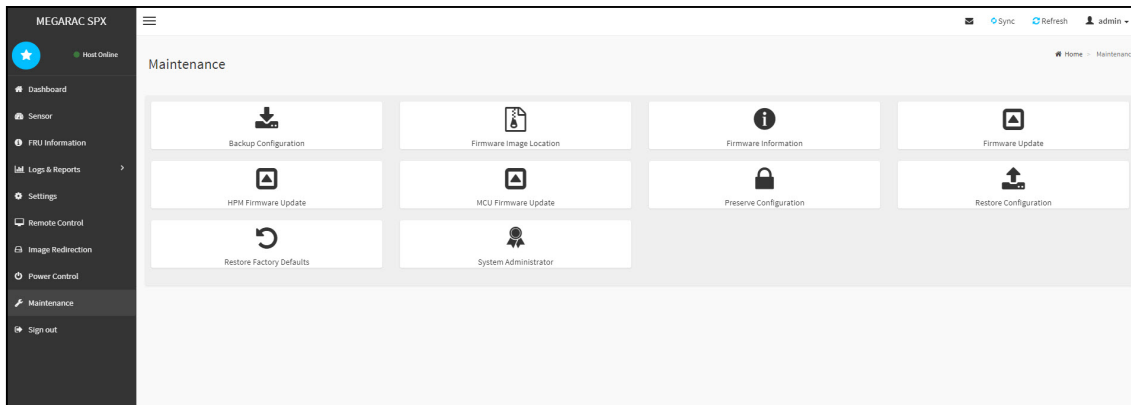 MEGARAC SPX
Sync Refresh admin
Host Online
Home > Maintenanc
Maintenance
Dashboard
Sensor
FRU Information
Logs & Reports >
Settings
Remote Control
Image Redirection
Power Control
Maintenance
Sign out
Backup Configuration
Firmware Image Location
Firmware Information
Firmware Update
HPM Firmware Update
MCU Firmware Update
Preserve Configuration
Restore Configuration
Restore Factory Defaults
System Administrator